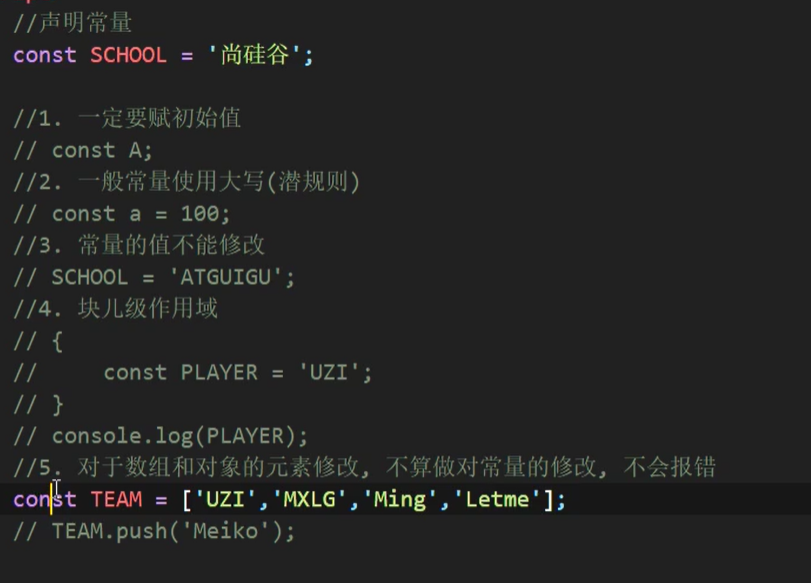 //声明常量
const SCHOOL = '尚硅谷';
//1. 一定要赋初始值
// const A;
//2. 一般常量使用大写(潜规则)
// const a = 100;
//3. 常量的值不能修改
// SCHOOL = 'ATGUIGU';
//4. 块儿级作用域
// {
//     const PLAYER = 'UZI';
// }
// console.log(PLAYER);
//5. 对于数组和对象的元素修改, 不算做对常量的修改, 不会报错
const TEAM = ['UZI','MXLG','Ming','Letme'];
// TEAM.push('Meiko');